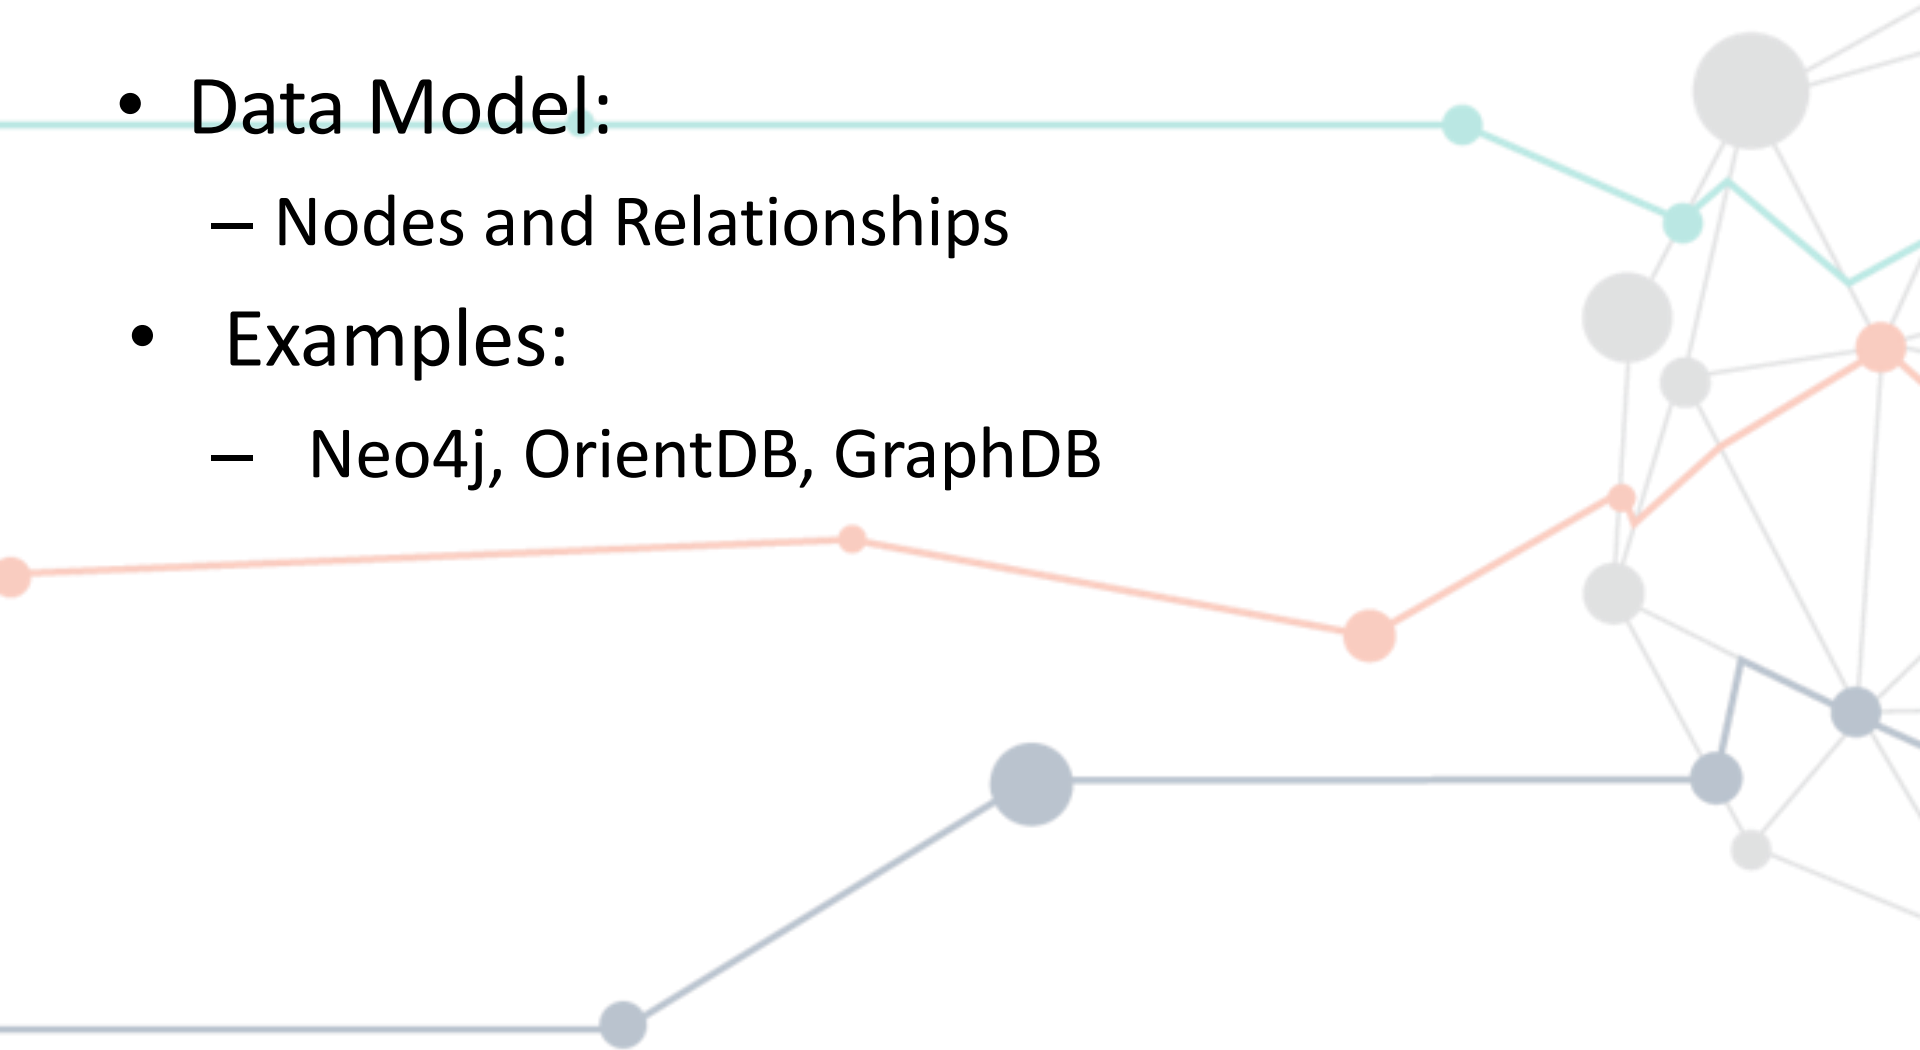 • Data Model:
– Nodes and Relationships
• Examples:
– Neo4j, OrientDB, GraphDB